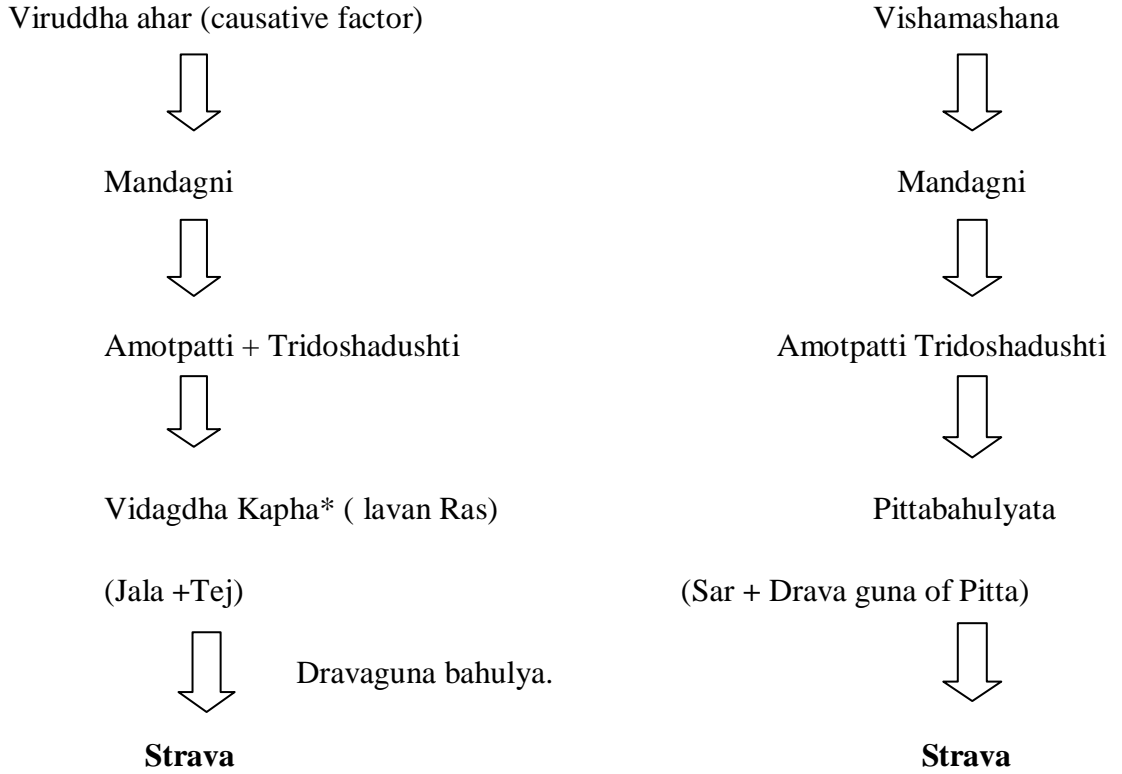 Viruddha ahar (causative factor)
Mandagni
Amotpatti + Tridoshadushti
Vidagdha Kapha* ( lavan Ras)
(Jala +Tej)
Dravaguna bahulya.
Strava
Vishamashana
Mandagni
Amotpatti Tridoshadushti
Pittabahulyata
(Sar + Drava guna of Pitta)
Strava